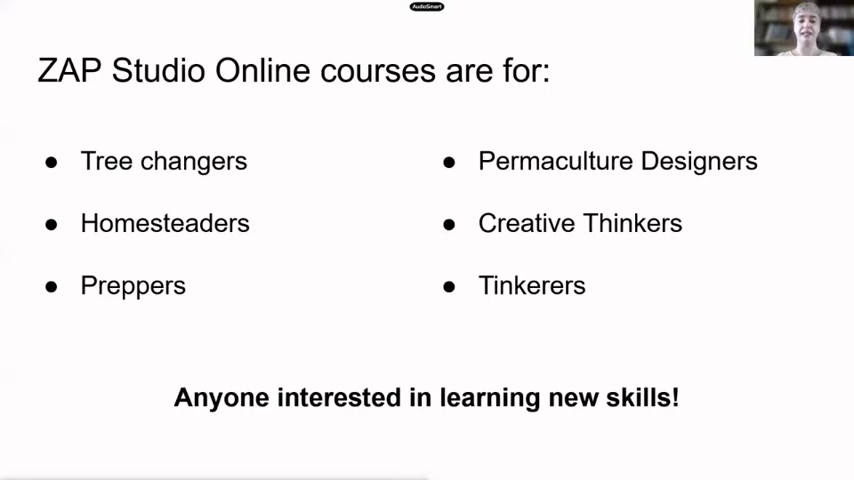 AudioSmart
ZAP Studio Online courses are for:
● Tree changers
● Homesteaders
● Preppers
● Permaculture Designers
● Creative Thinkers
● Tinkerers
Anyone interested in learning new skills!